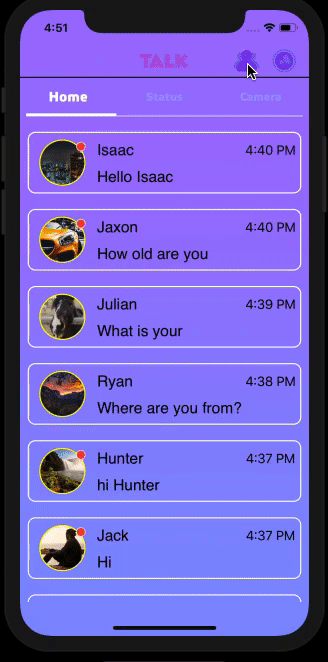 4:51
TALK
Home Status Camera
Isaac 4:40 PM
Hello Isaac
Jaxon 4:40 PM
How old are you
Julian 4:39 PM
What is your
Ryan 4:38 PM
Where are you from?
Hunter 4:37 PM
hi Hunter
Jack 4:37 PM
Hi